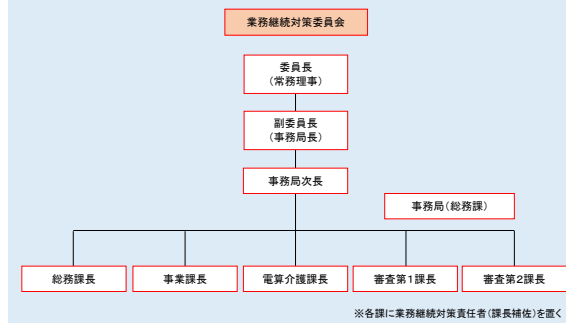 業務継続対策委員会
委員長
（常務理事）
副委員長
（事務局長）
事務局次長
事務局（総務課）
総務課長
事業課長
電算介護課長
審査第１課長
審査第２課長
※各課に業務継続対策責任者（課長補佐）を置く